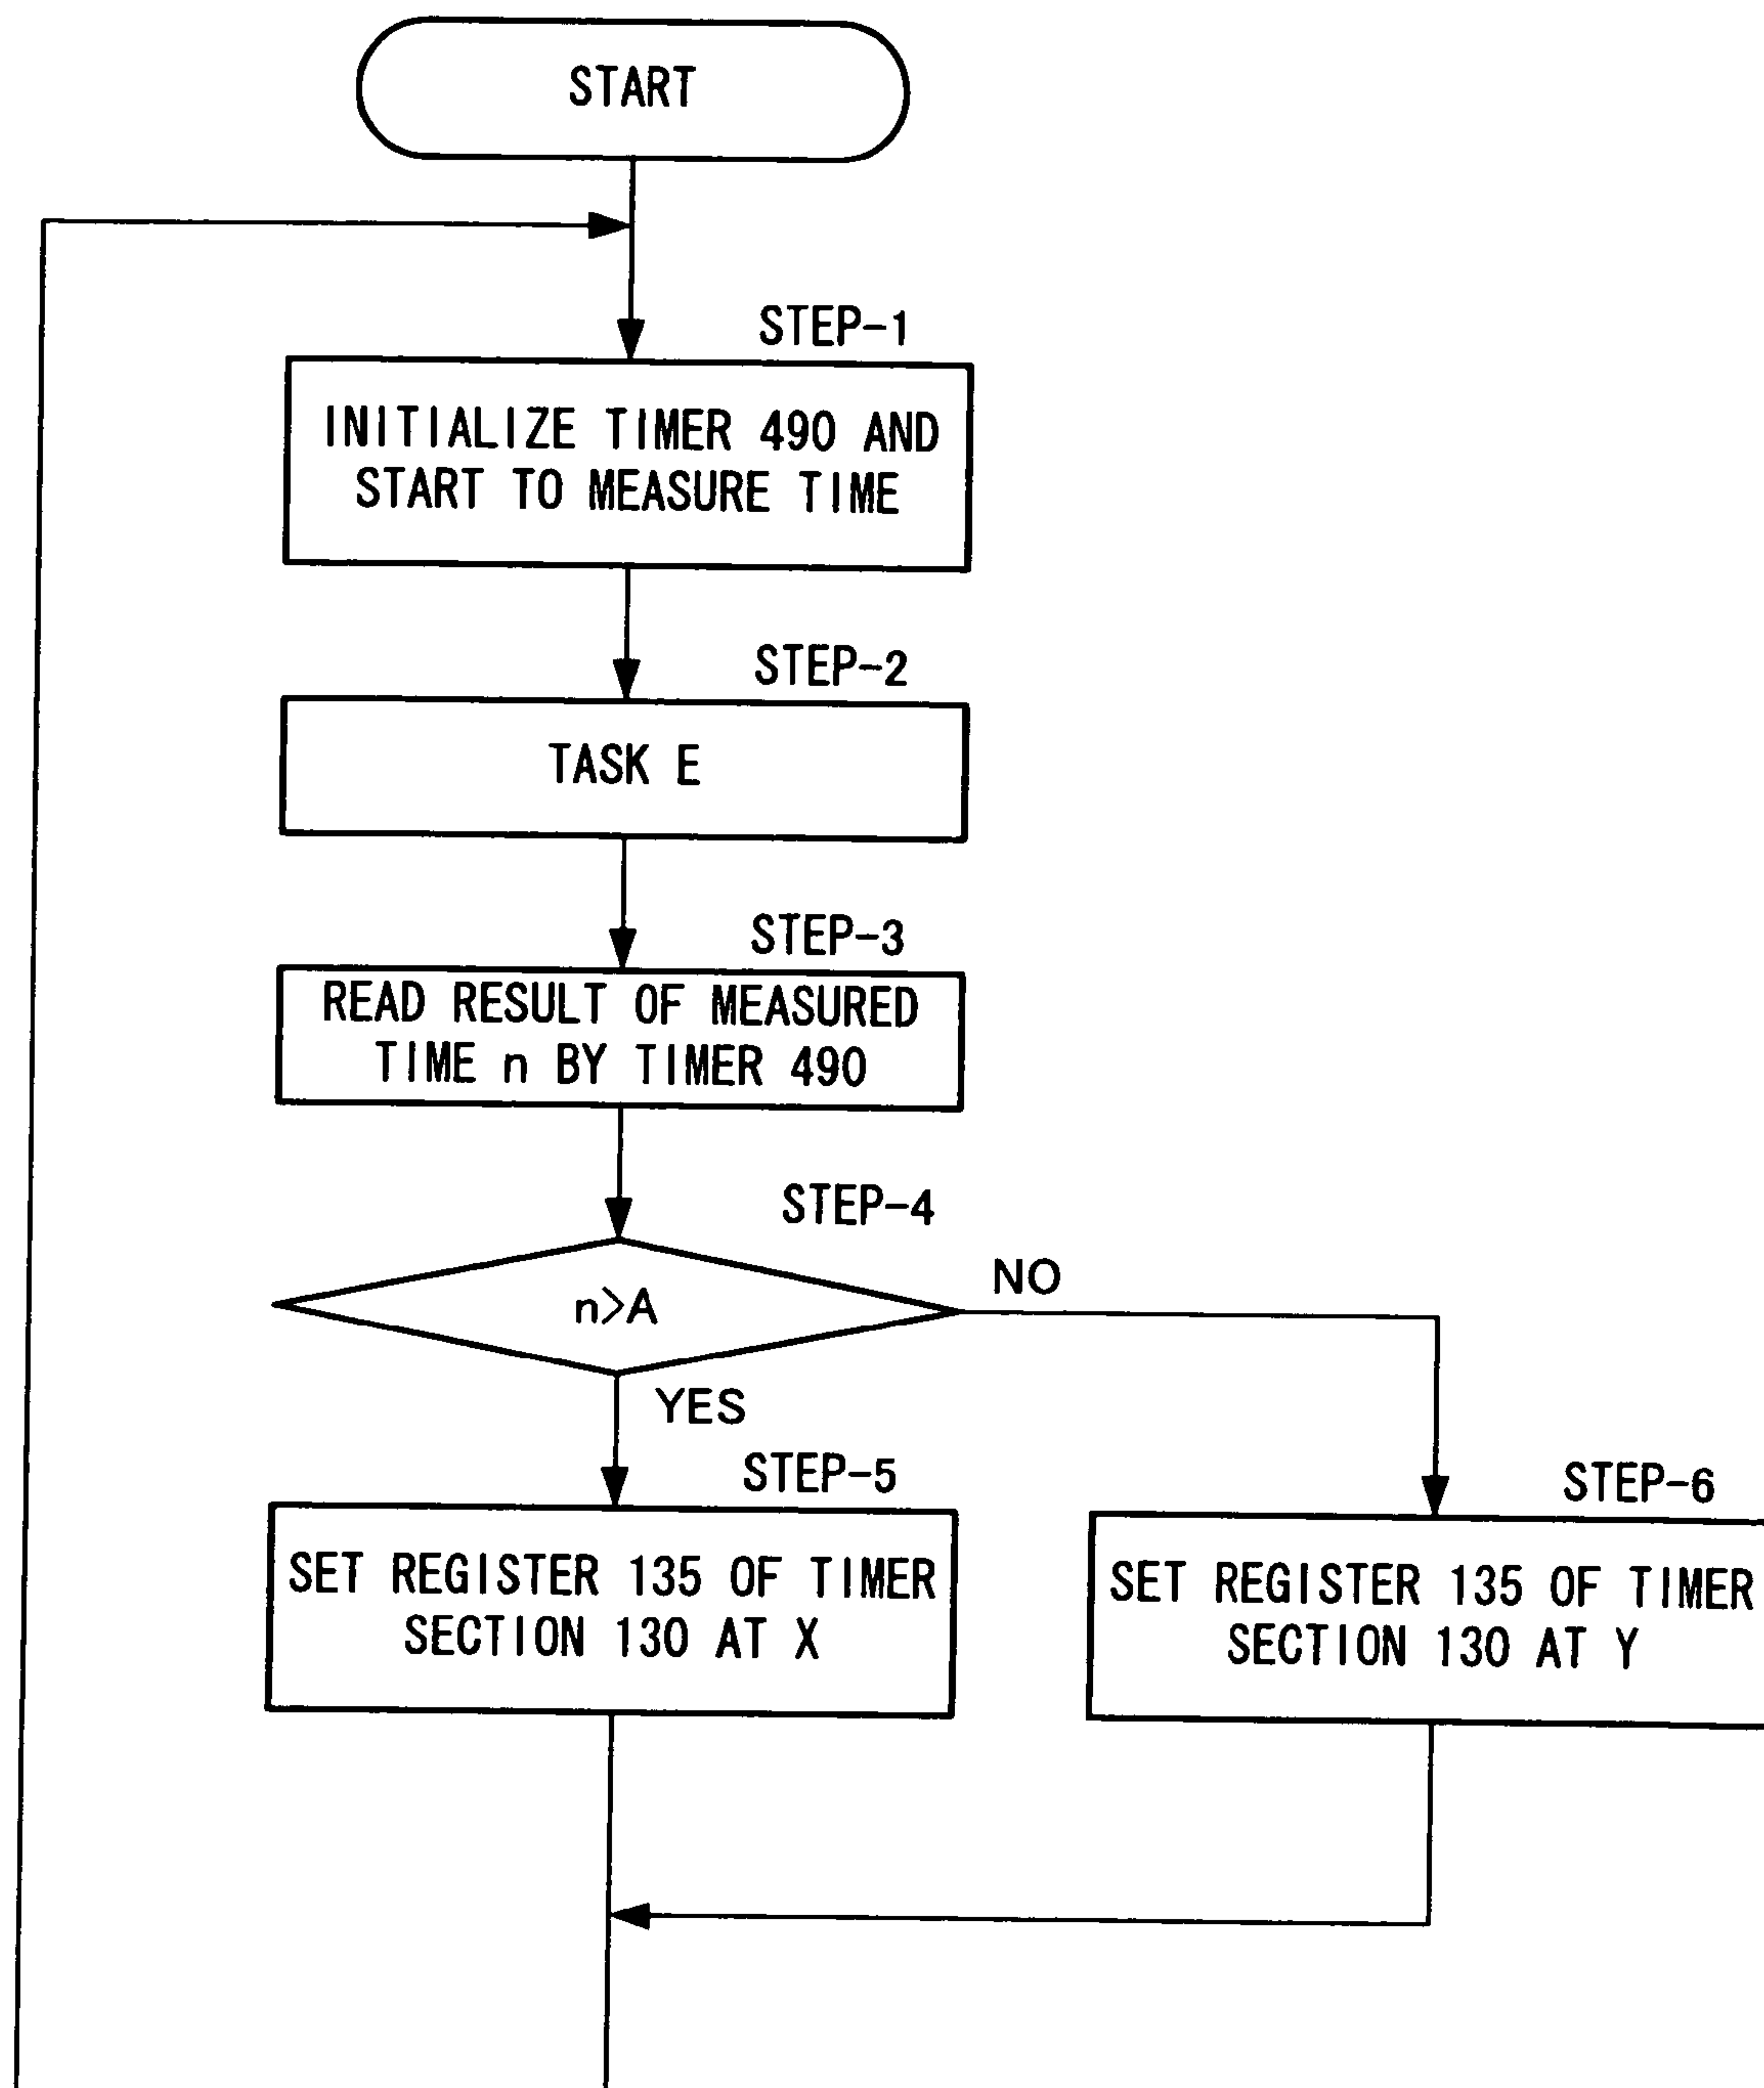 START
STEP-1
INITIALIZE TIMER 490 AND
START TO MEASURE TIME
STEP-2
TASK E
STEP-3
READ RESULT OF MEASURED
TIME n BY TIMER 490
STEP-4
n>A
NO
YES
STEP-5
SET REGISTER 135 OF TIMER
SECTION 130 AT X
STEP-6
SET REGISTER 135 OF TIMER
SECTION 130 AT Y